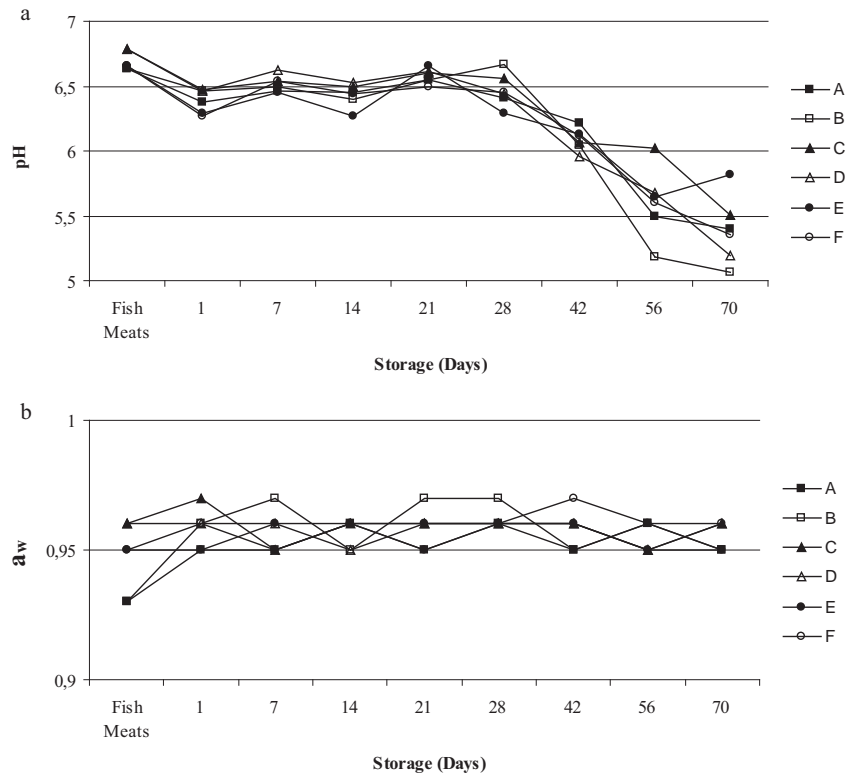 a
7
6,5
6
5,5
5
pH
Fish Meats 1 7 14 21 28 42 56 70
Storage (Days)
A
B
C
D
E
F
b
1
0,95
0,9
aw
Fish Meats 1 7 14 21 28 42 56 70
Storage (Days)
A
B
C
D
E
F